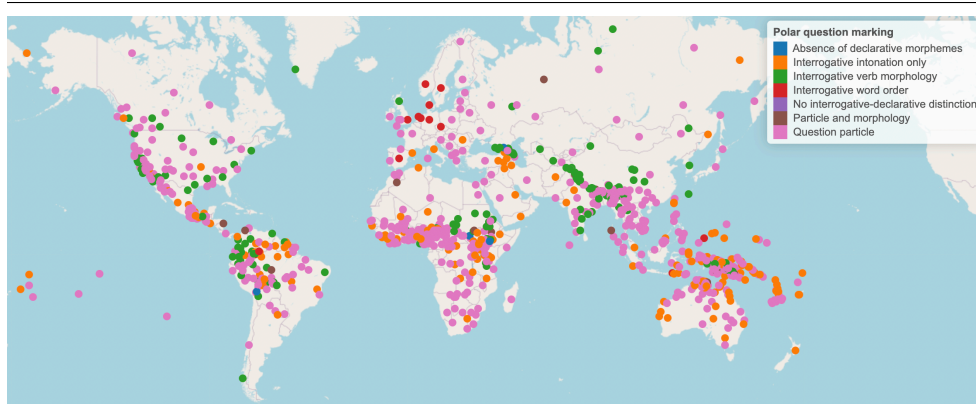 Polar question marking
Absence of declarative morphemes
Interrogative intonation only
Interrogative verb morphology
Interrogative word order
No interrogative-declarative distinction
Particle and morphology
Question particle